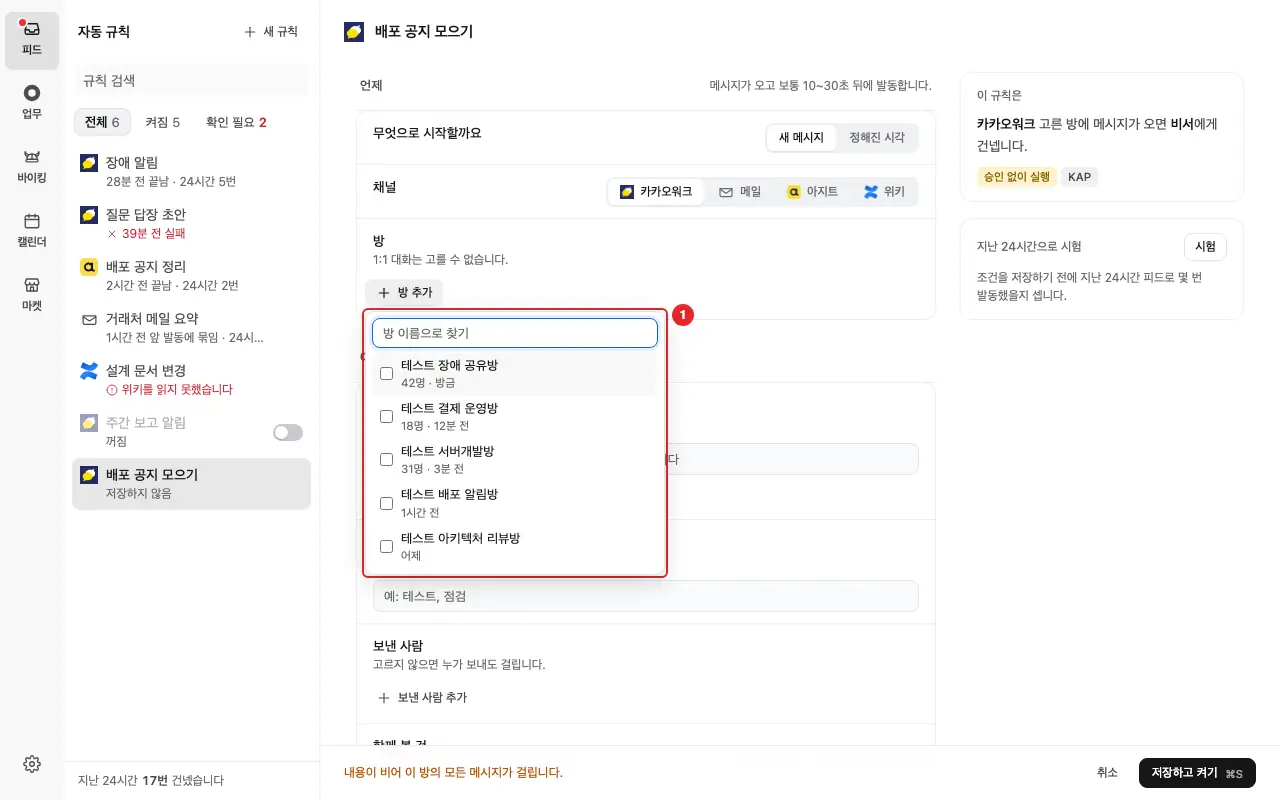 피드
업무
바이킹
캘린더
마켓
자동 규칙
새 규칙
규칙 검색
전체 6
켜짐 5
확인 필요 2
장애 알림
28분 전 끝남 · 24시간 5번
질문 답장 초안
× 39분 전 실패
배포 공지 정리
2시간 전 끝남 · 24시간 2번
거래처 메일 요약
1시간 전 앞 발동에 묶임 · 24시...
설계 문서 변경
위키를 읽지 못했습니다
주간 보고 알림
꺼짐
배포 공지 모으기
저장하지 않음
지난 24시간 17번 건넸습니다
배포 공지 모으기
언제
메시지가 오고 보통 10~30초 뒤에 발동합니다.
무엇으로 시작할까요
새 메시지
정해진 시각
채널
카카오워크
메일
아지트
위키
방
1:1 대화는 고를 수 없습니다.
방 추가
1
방 이름으로 찾기
테스트 장애 공유방
42명 · 방금
테스트 결제 운영방
18명 · 12분 전
테스트 서버개발방
31명 · 3분 전
다
테스트 배포 알림방
1시간 전
테스트 아키텍처 리뷰방
어제
예: 테스트, 점검
보낸 사람
고르지 않으면 누가 보내도 걸립니다.
보낸 사람 추가
함께 볼 것
내용이 비어 이 방의 모든 메시지가 걸립니다.
취소
저장하고 켜기 ⌘S
이 규칙은
카카오워크 고른 방에 메시지가 오면 비서에게
건넵니다.
승인 없이 실행
KAP
지난 24시간으로 시험
시험
조건을 저장하기 전에 지난 24시간 피드로 몇 번
발동했을지 셉니다.